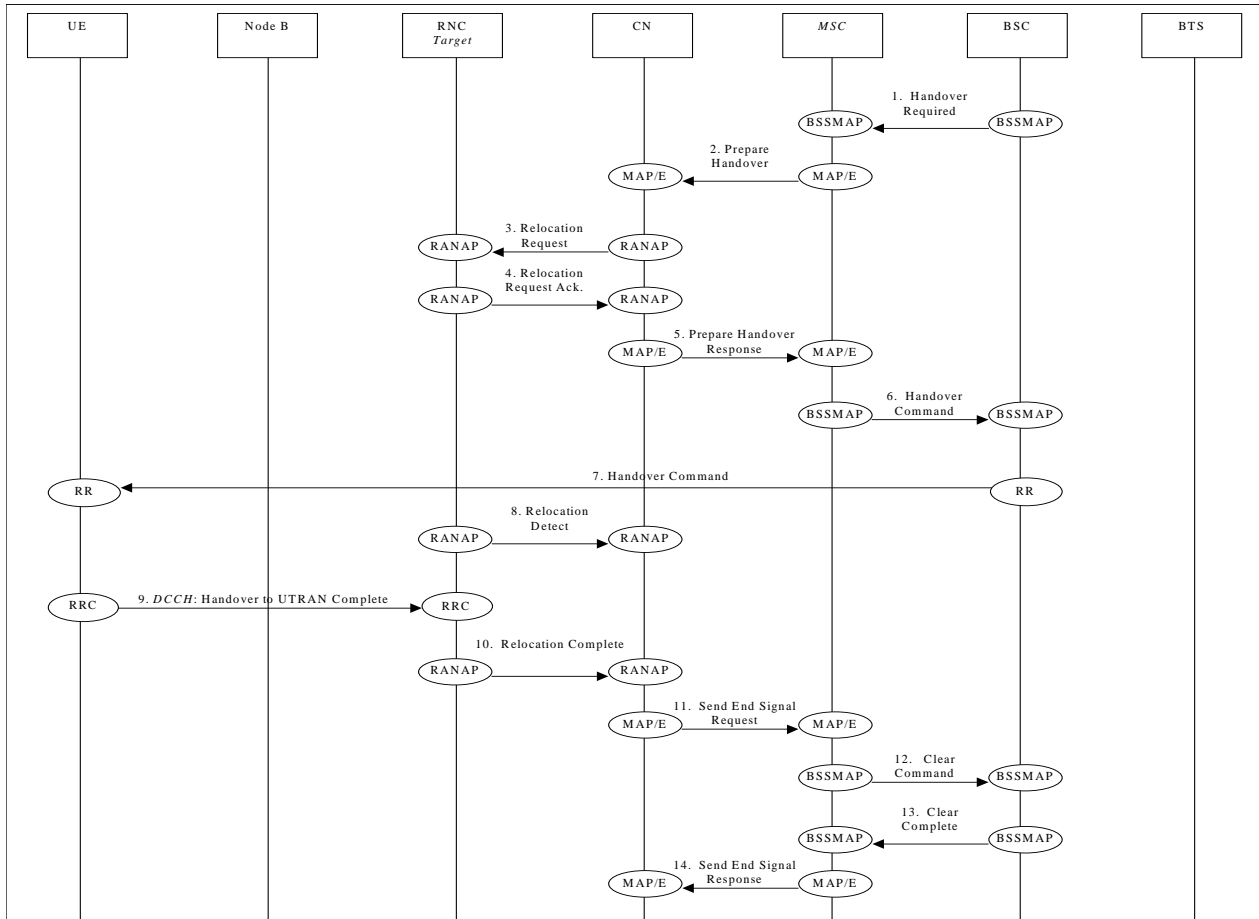 UE
Node B
RNC
Target
CN
MSC
BSC
BTS
1. Handover
Required
BSSMAP
BSSMAP
2. Prepare
Handover
MAP/E
MAP/E
3. Relocation
Request
RANAP
RANAP
4. Relocation
Request Ack.
RANAP
RANAP
5. Prepare Handover
Response
MAP/E
MAP/E
6. Handover
Command
BSSMAP
BSSMAP
7. Handover Command
RR
RR
8. Relocation
Detect
RANAP
RANAP
9. DCCH: Handover to UTRAN Complete
RRC
RRC
10. Relocation Complete
RANAP
RANAP
11. Send End Signal
Request
MAP/E
MAP/E
12. Clear
Command
BSSMAP
BSSMAP
13. Clear
Complete
BSSMAP
BSSMAP
14. Send End Signal
Response
MAP/E
MAP/E